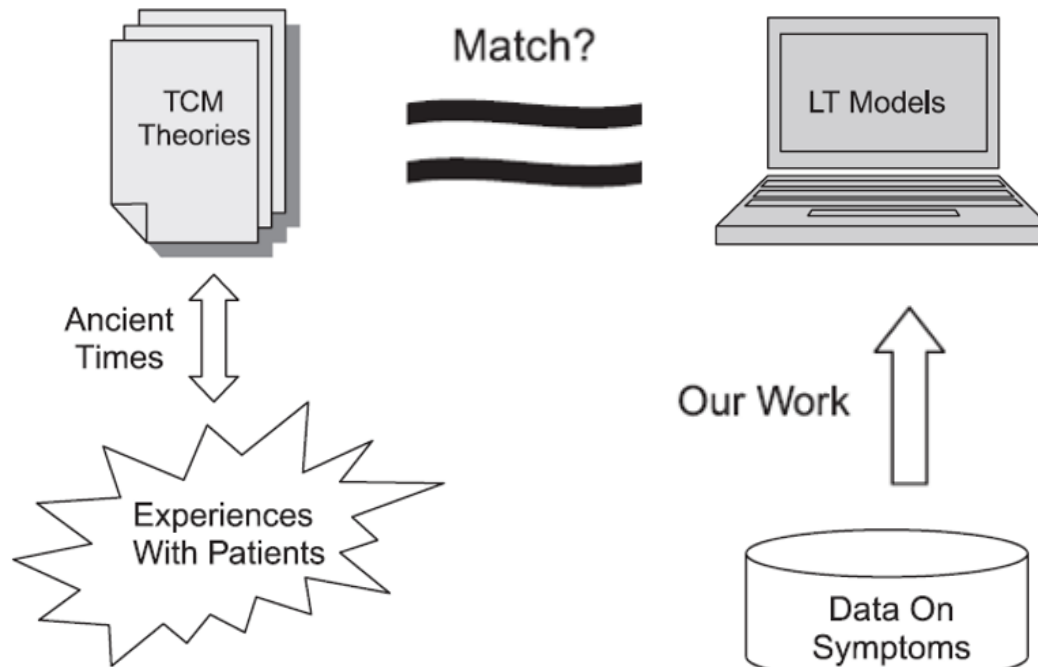 Match?
TCM
Theories
LT Models
Ancient
Times
Our Work
Experiences
With Patients
Data On
Symptoms